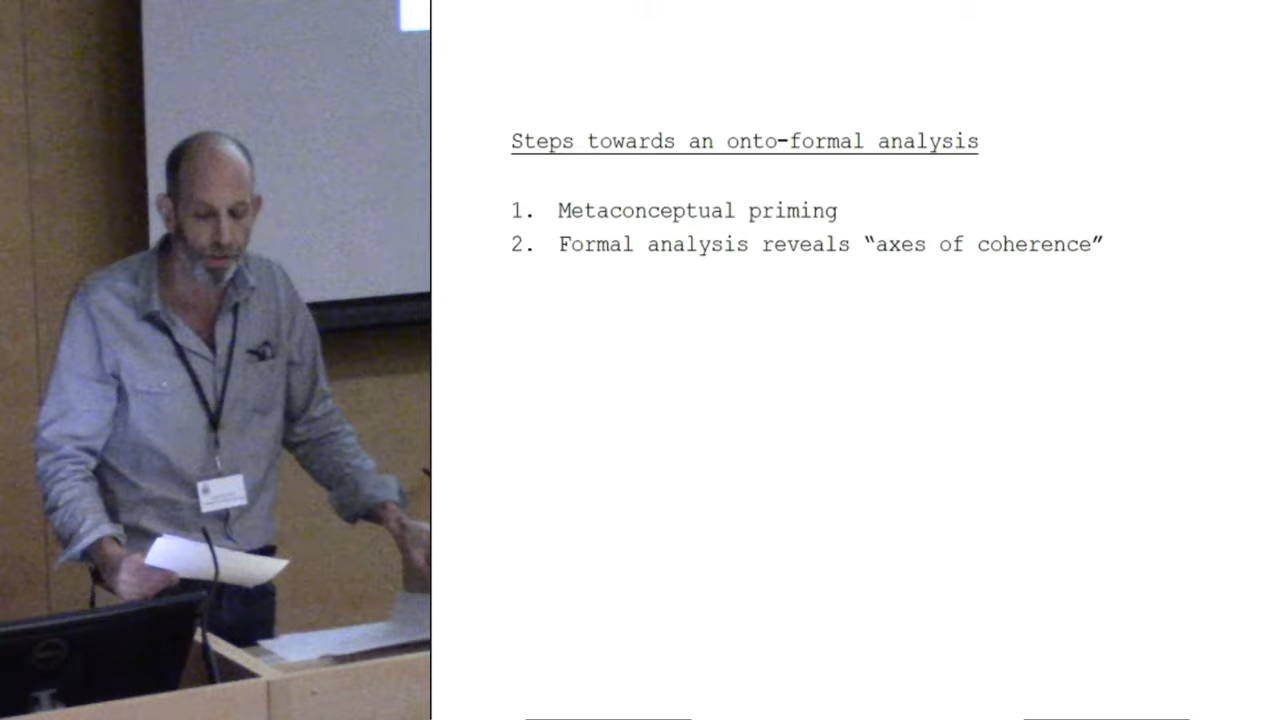 Steps towards an onto-formal analysis
1. Metaconceptual priming
2. Formal analysis reveals “axes of coherence”